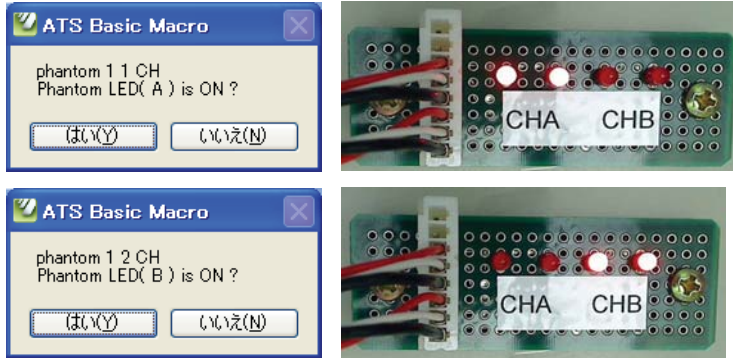 ATS Basic Macro
phantom 1 1 CH
Phantom LED( A ) is ON ?
はい(Y)
いいえ(N)
CHA CHB
ATS Basic Macro
phantom 1 2 CH
Phantom LED( B ) is ON ?
はい(Y)
いいえ(N)
CHA CHB